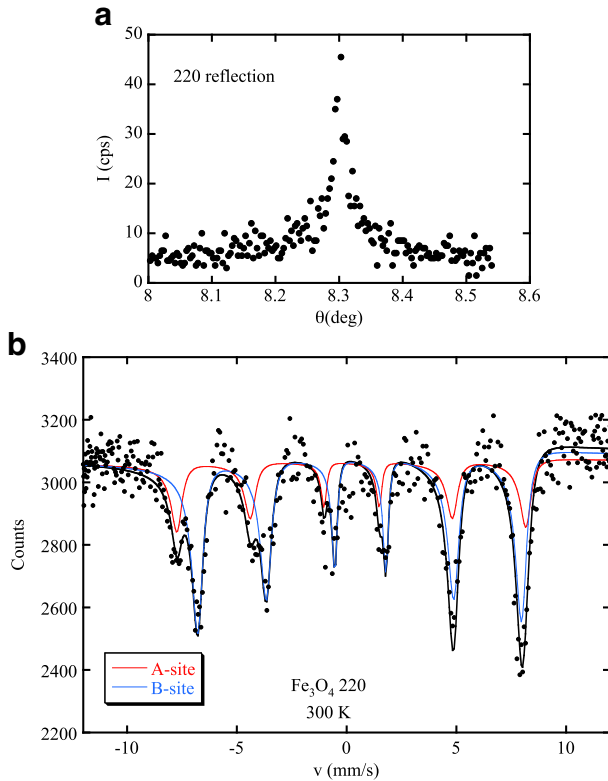 a
50
40
30
20
10
0
I (cps)
220 reflection
8 8.1 8.2 8.3 8.4 8.5 8.6
θ(deg)
b
3400
3200
3000
2800
2600
2400
2200
Counts
A-site
B-site
Fe₃O₄ 220
300 K
-10 -5 0 5 10
v (mm/s)